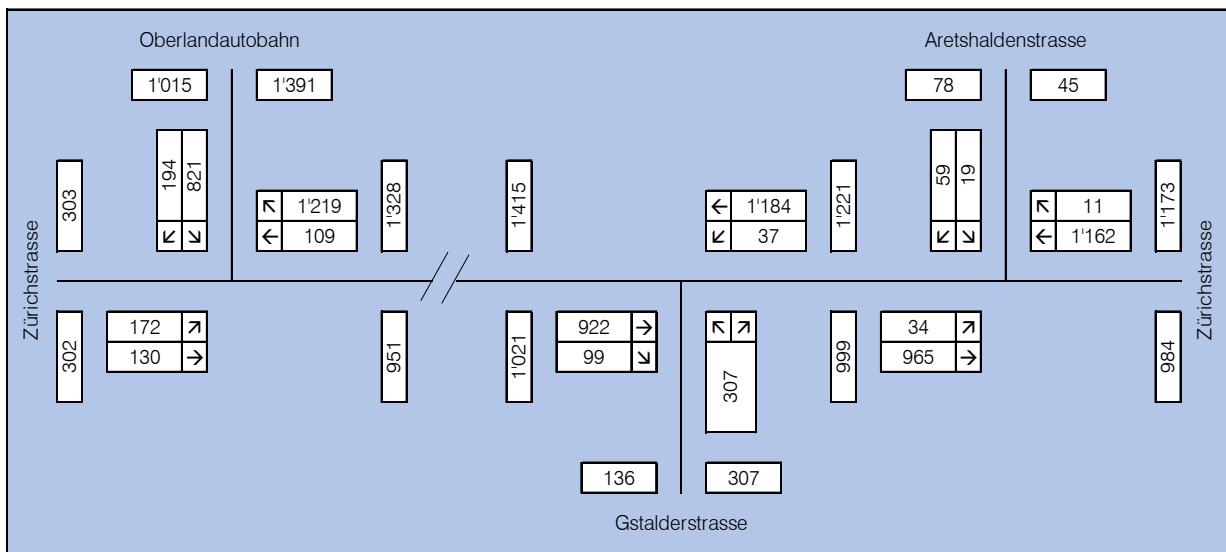 Oberlandautobahn Aretshaldenstrasse
1'015 1'391 78 45
194 821 59 19
303 1'328 1'415 1'221 1'173
↖ 1'219 ← 1'184 ↖ 11
← 109 ↙ 37 ← 1'162
↙ ↘ ↙ ↘
Zürichstrasse Zürichstrasse
172 ↗ 922 → ↖ ↗ 34 ↗
130 → 99 ↘ 965 →
302 951 1'021 307 999 984
136 307
Gstalderstrasse